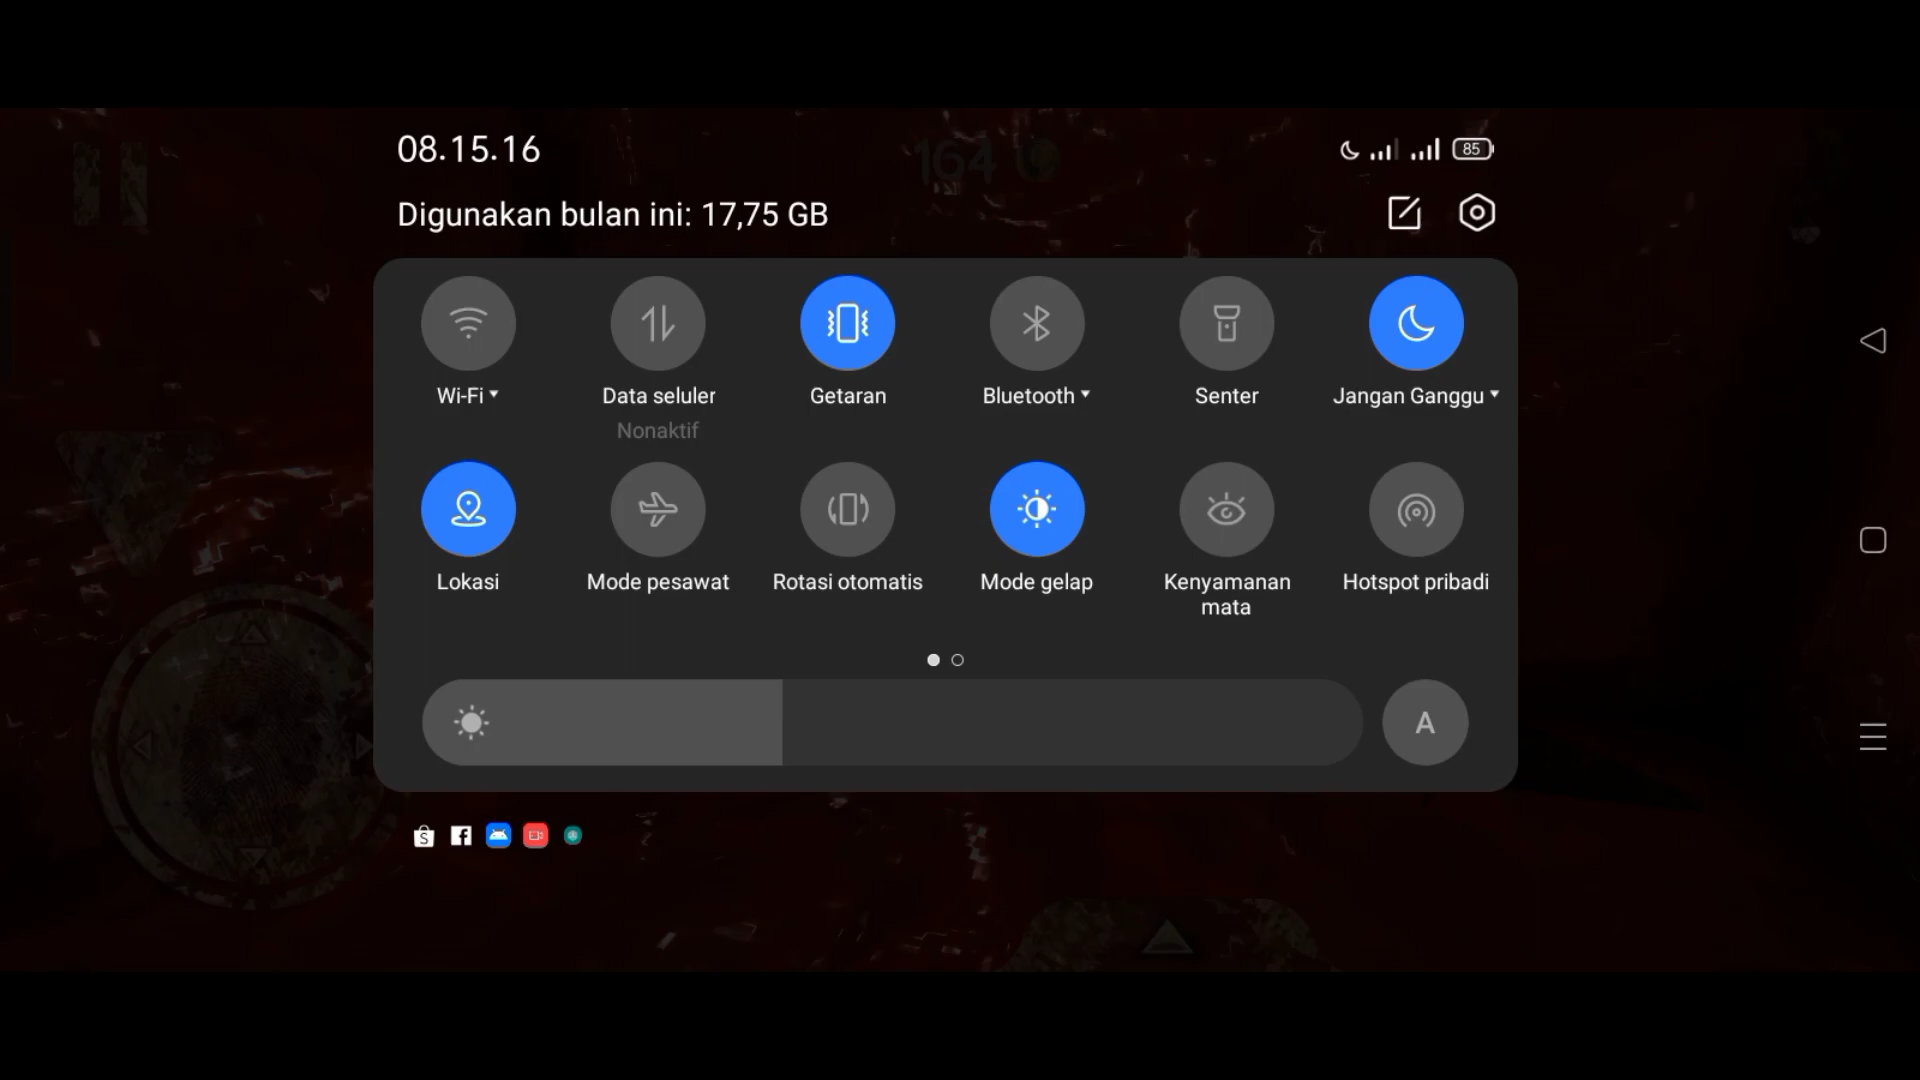 08.15.16
85
164
Digunakan bulan ini: 17,75 GB
Wi-Fi
Data seluler
Nonaktif
Getaran
Bluetooth
Senter
Jangan Ganggu
Lokasi
Mode pesawat
Rotasi otomatis
Mode gelap
Kenyamanan
mata
Hotspot pribadi
A